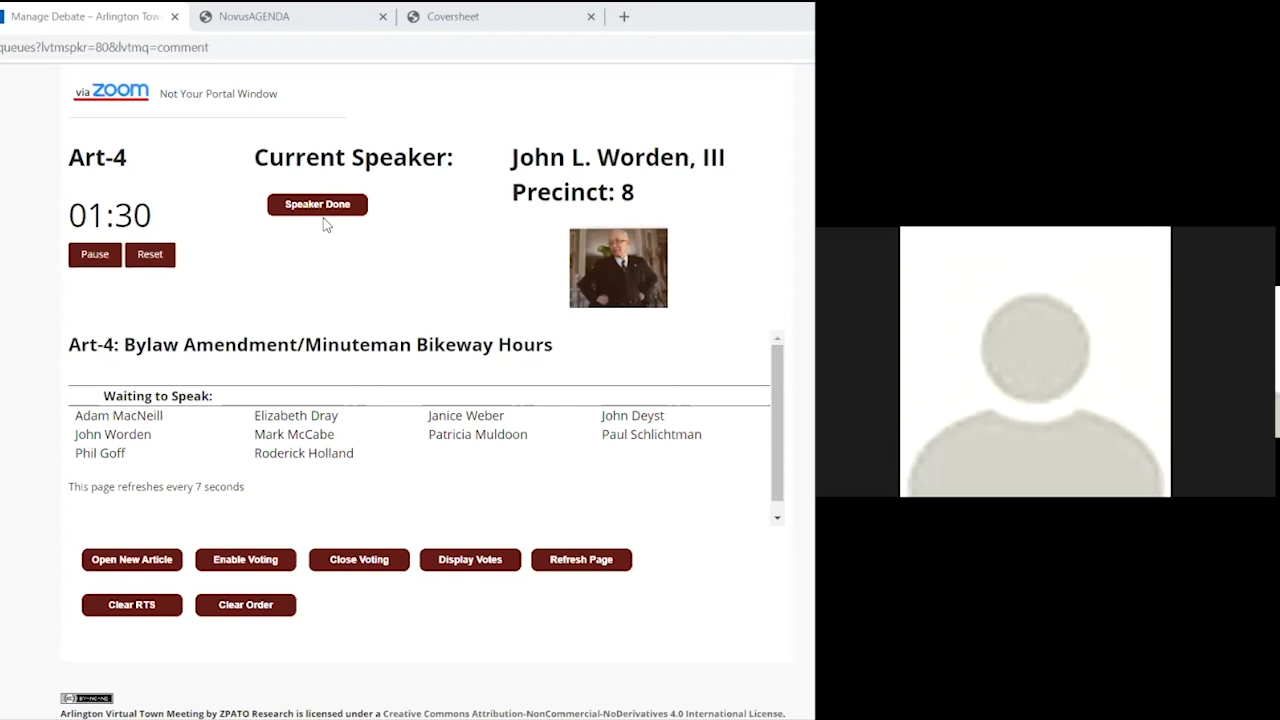 Manage Debate – Arlington Tow
NovusAGENDA
Coversheet
queues?lvtmspkr=80&lvtmq=comment
via zoom Not Your Portal Window
Art-4 Current Speaker: John L. Worden, III
Precinct: 8
01:30 Speaker Done
Pause Reset
Art-4: Bylaw Amendment/Minuteman Bikeway Hours
Waiting to Speak:
Adam MacNeill Elizabeth Dray Janice Weber John Deyst
John Worden Mark McCabe Patricia Muldoon Paul Schlichtman
Phil Goff Roderick Holland
This page refreshes every 7 seconds
Open New Article Enable Voting Close Voting Display Votes Refresh Page
Clear RTS Clear Order
BY-NC-ND
Arlington Virtual Town Meeting by ZPATO Research is licensed under a Creative Commons Attribution-NonCommercial-NoDerivatives 4.0 International License.